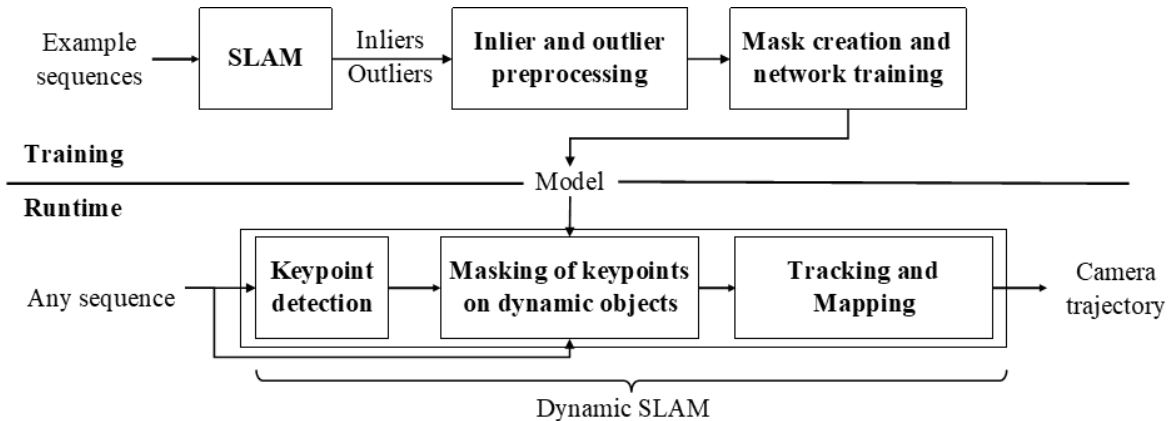 Example
sequences
SLAM
Inliers
Outliers
Inlier and outlier
preprocessing
Mask creation and
network training
Training
Model
Runtime
Any sequence
Keypoint
detection
Masking of keypoints
on dynamic objects
Tracking and
Mapping
Camera
trajectory
Dynamic SLAM